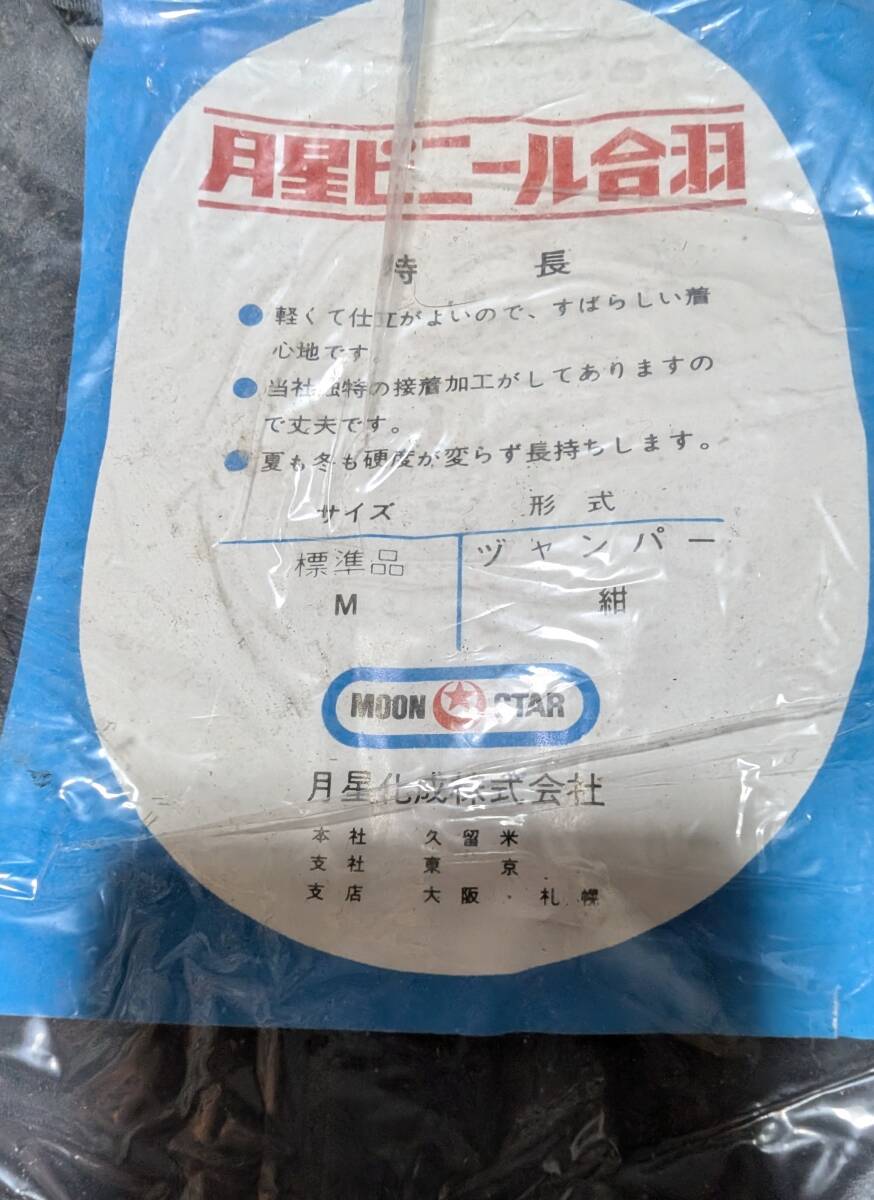 月星ビニール合羽
特長
● 軽くて仕工がよいので、すばらしい着
心地です。
● 当社独特の接着加工がしてありますの
で丈夫です。
● 夏も冬も硬度が変らず長持ちします。
サイズ 形式
標準品 ヅャンパー
M 紺
MOON STAR
月星化成株式会社
本社 久留米
支社 東京
支店 大阪・札幌